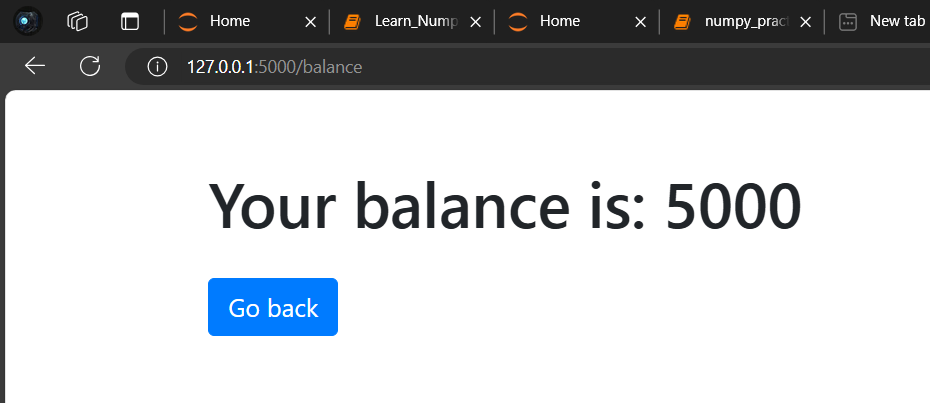 Home
Learn_Nump
Home
numpy_pract
New tab
127.0.0.1:5000/balance
Your balance is: 5000
Go back